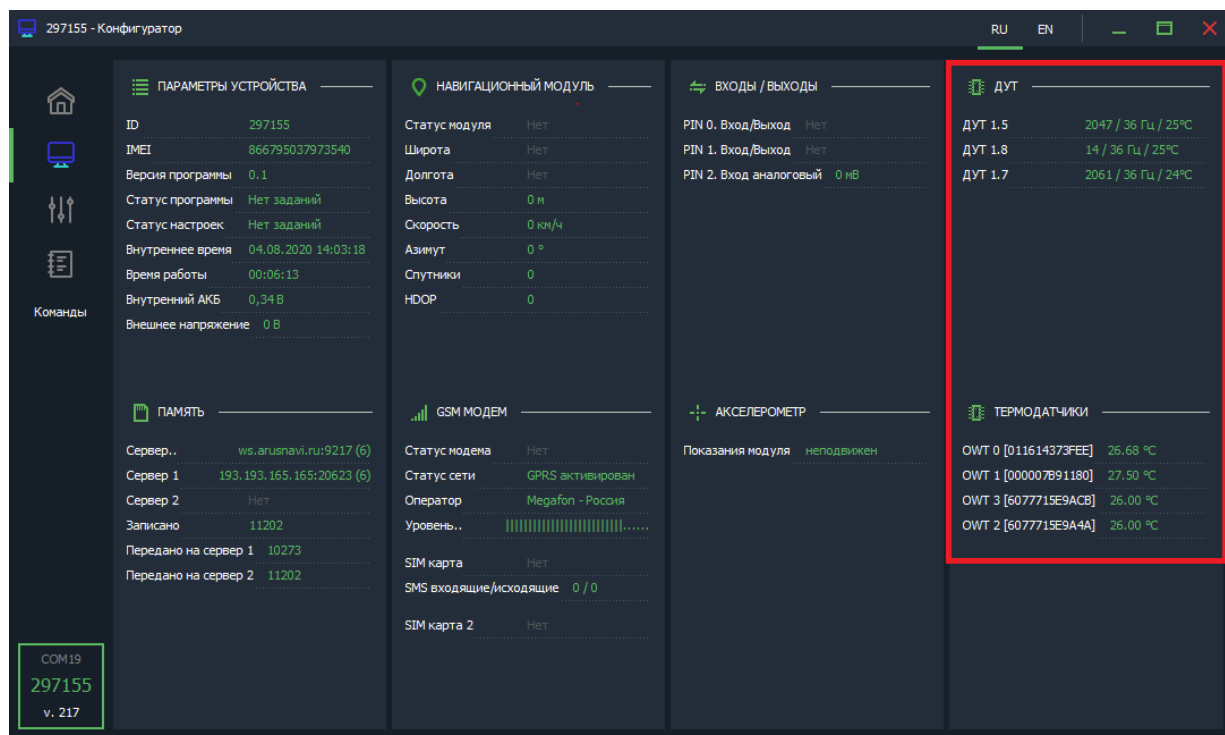 297155 - Конфигуратор
RU EN
ПАРАМЕТРЫ УСТРОЙСТВА
ID 297155
IMEI 866795037973540
Версия программы 0.1
Статус программы Нет заданий
Статус настроек Нет заданий
Внутреннее время 04.08.2020 14:03:18
Время работы 00:06:13
Внутренний АКБ 0,34 В
Внешнее напряжение 0 В
НАВИГАЦИОННЫЙ МОДУЛЬ
Статус модуля Нет
Широта Нет
Долгота Нет
Высота 0 м
Скорость 0 км/ч
Азимут 0 °
Спутники 0
HDOP 0
ВХОДЫ / ВЫХОДЫ
PIN 0. Вход/Выход Нет
PIN 1. Вход/Выход Нет
PIN 2. Вход аналоговый 0 мВ
ДУТ
ДУТ 1.5 2047 / 36 Гц / 25°C
ДУТ 1.8 14 / 36 Гц / 25°C
ДУТ 1.7 2061 / 36 Гц / 24°C
Команды
ПАМЯТЬ
Сервер.. ws.arusnavi.ru:9217 (6)
Сервер 1 193.193.165.165:20623 (6)
Сервер 2 Нет
Записано 11202
Передано на сервер 1 10273
Передано на сервер 2 11202
GSM МОДЕМ
Статус модема Нет
Статус сети GPRS активирован
Оператор Megafon - Россия
Уровень..
SIM карта Нет
SMS входящие/исходящие 0 / 0
SIM карта 2 Нет
АКСЕЛЕРОМЕТР
Показания модуля неподвижен
ТЕРМОДАТЧИКИ
OWT 0 [011614373FEE] 26.68 °C
OWT 1 [000007B91180] 27.50 °C
OWT 3 [6077715E9ACB] 26.00 °C
OWT 2 [6077715E9A4A] 26.00 °C
COM19
297155
v. 217